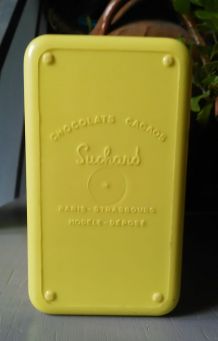 CHOCOLATS CACAOS
Suchard
PARIS-STRASBOURG
MODÈLE-DÉPOSÉ